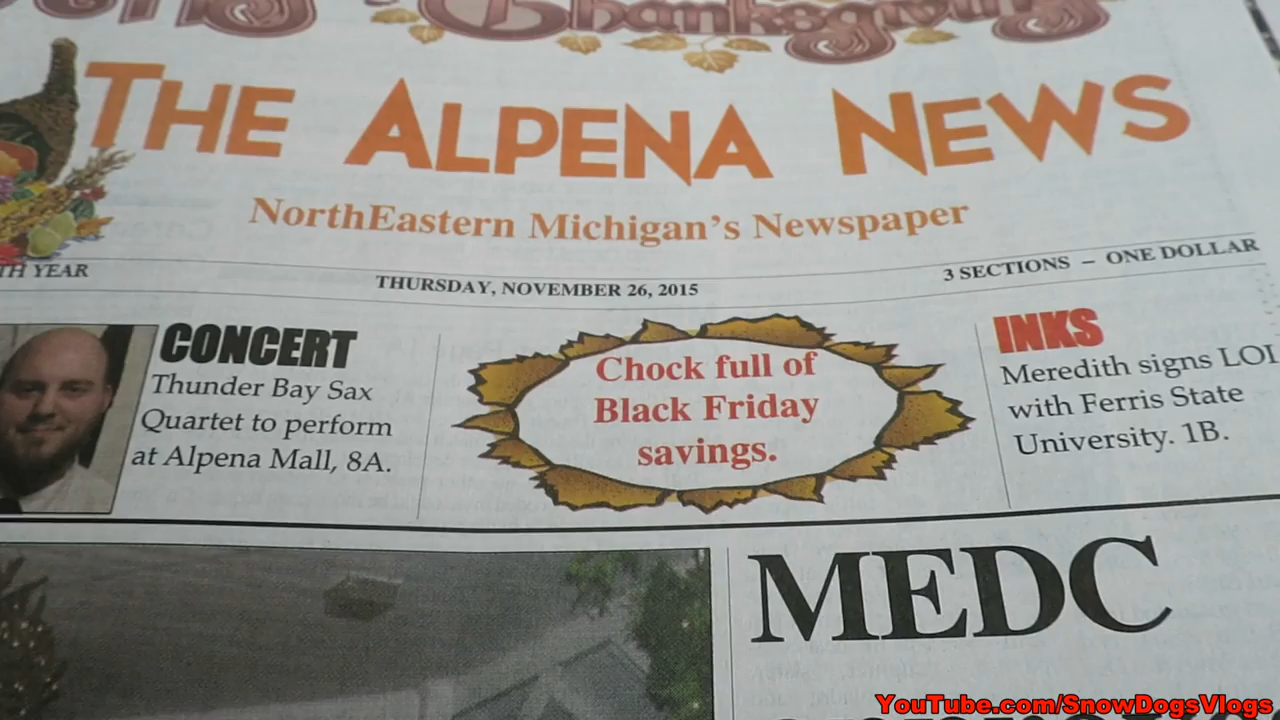 Thanksgiving
THE ALPENA NEWS
NorthEastern Michigan's Newspaper
TH YEAR
THURSDAY, NOVEMBER 26, 2015
3 SECTIONS – ONE DOLLAR
CONCERT
Thunder Bay Sax
Quartet to perform
at Alpena Mall, 8A.
Chock full of
Black Friday
savings.
INKS
Meredith signs LOI
with Ferris State
University. 1B.
MEDC
YouTube.com/SnowDogsVlogs